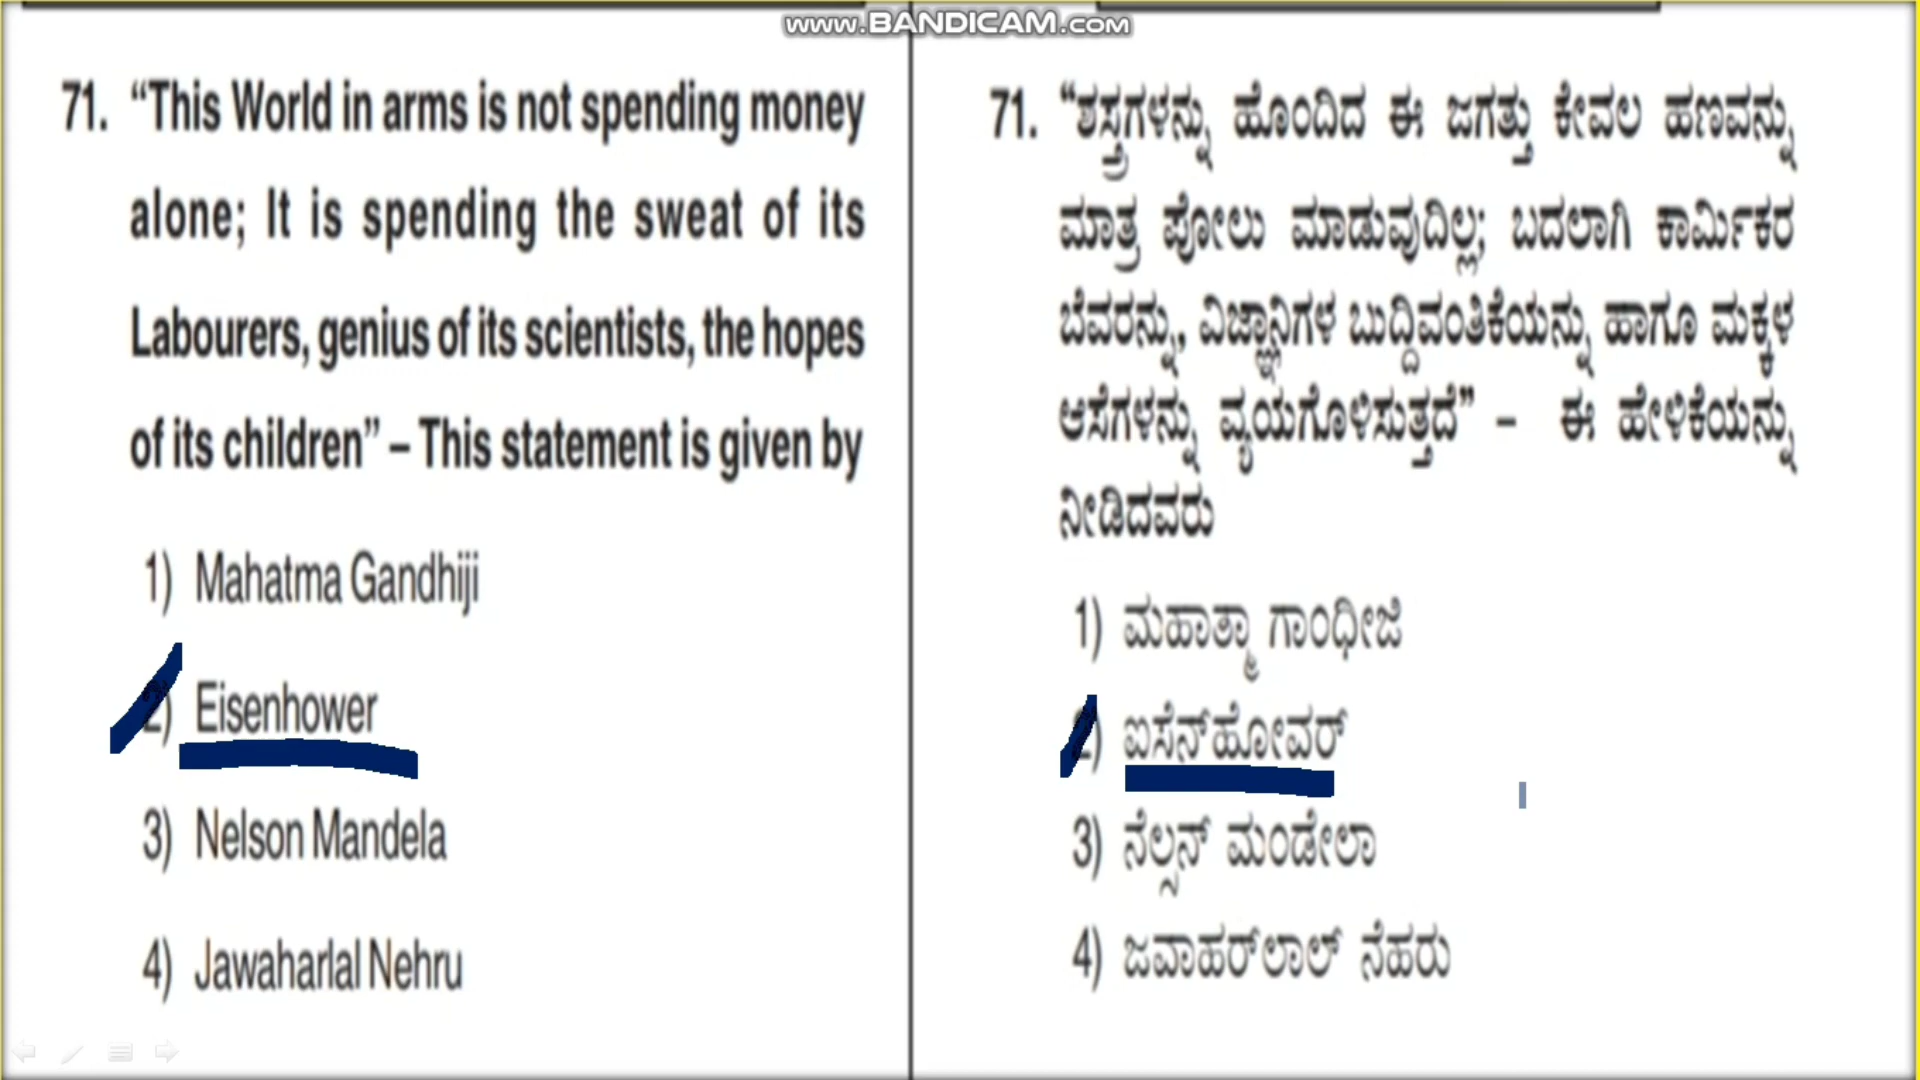 www.BANDICAM.com
71. “This World in arms is not spending money
alone; It is spending the sweat of its
Labourers, genius of its scientists, the hopes
of its children” – This statement is given by
1) Mahatma Gandhiji
2) Eisenhower
3) Nelson Mandela
4) Jawaharlal Nehru
71. “ಶಸ್ತ್ರಗಳನ್ನು ಹೊಂದಿದ ಈ ಜಗತ್ತು ಕೇವಲ ಹಣವನ್ನು
ಮಾತ್ರ ಪೋಲು ಮಾಡುವುದಿಲ್ಲ; ಬದಲಾಗಿ ಕಾರ್ಮಿಕರ
ಬೆವರನ್ನು, ವಿಜ್ಞಾನಿಗಳ ಬುದ್ದಿವಂತಿಕೆಯನ್ನು ಹಾಗೂ ಮಕ್ಕಳ
ಆಸೆಗಳನ್ನು ವ್ಯಯಗೊಳಿಸುತ್ತದೆ” – ಈ ಹೇಳಿಕೆಯನ್ನು
ನೀಡಿದವರು
1) ಮಹಾತ್ಮಾ ಗಾಂಧೀಜಿ
2) ಐಸೆನ್‌ಹೋವರ್
3) ನೆಲ್ಸನ್ ಮಂಡೇಲಾ
4) ಜವಾಹರ್‌ಲಾಲ್ ನೆಹರು